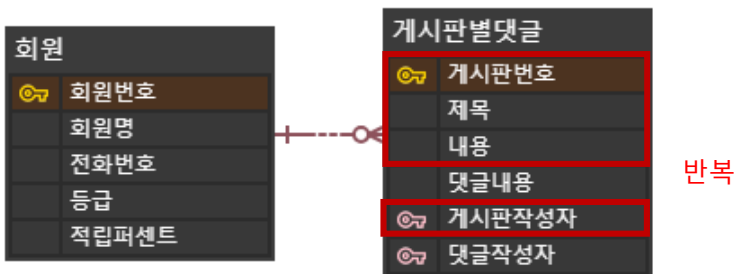 회원
회원번호
회원명
전화번호
등급
적립퍼센트
게시판별댓글
게시판번호
제목
내용
댓글내용
게시판작성자
댓글작성자
반복